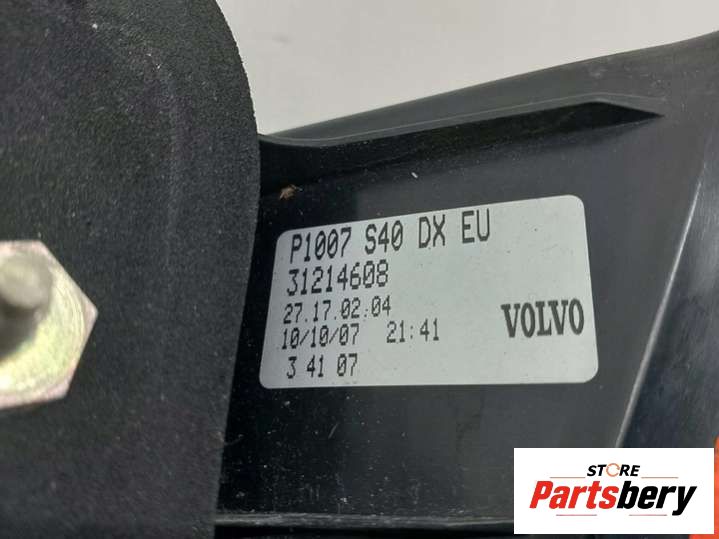 P1007 S40 DX EU
31214608
27.17.02.04
10/10/07 21:41
3 41 07
VOLVO
STORE
Partsbery